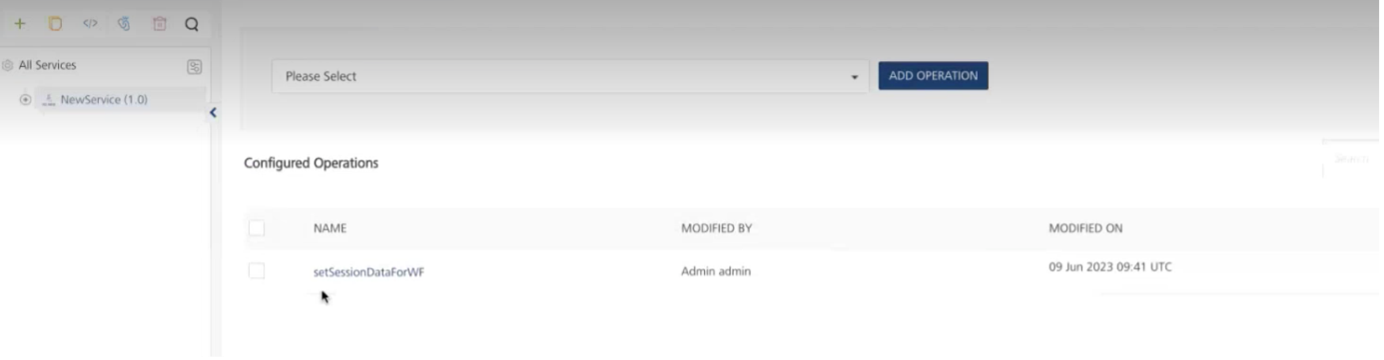 All Services
NewService (1.0)
Please Select
ADD OPERATION
Configured Operations
Search
NAME MODIFIED BY MODIFIED ON
setSessionDataForWF Admin admin 09 Jun 2023 09:41 UTC